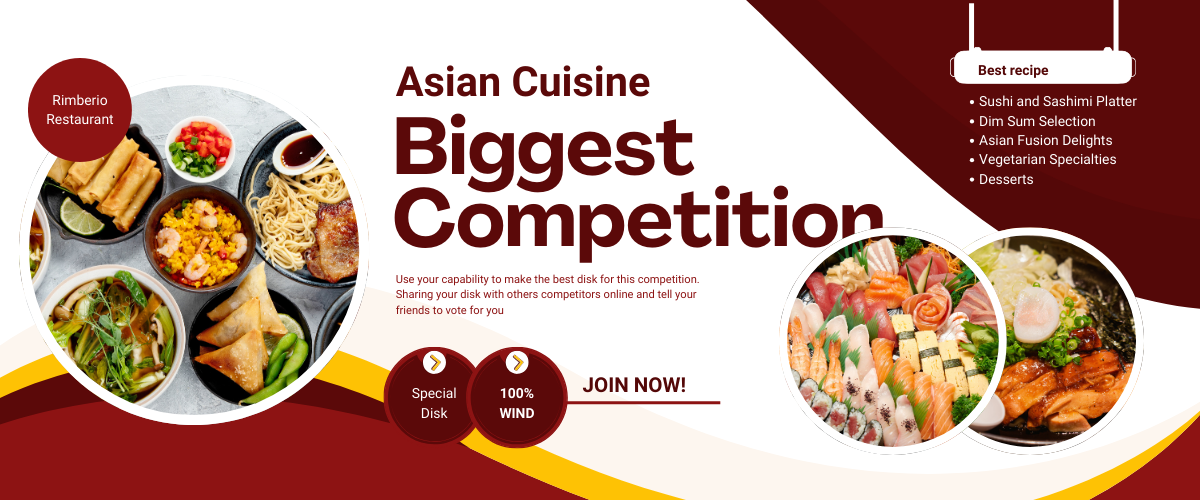 Rimberio
Restaurant
Asian Cuisine
Biggest
Competition
Use your capability to make the best disk for this competition.
Sharing your disk with others competitors online and tell your
friends to vote for you
Special
Disk
100%
WIND
JOIN NOW!
Best recipe
• Sushi and Sashimi Platter
• Dim Sum Selection
• Asian Fusion Delights
• Vegetarian Specialties
• Desserts